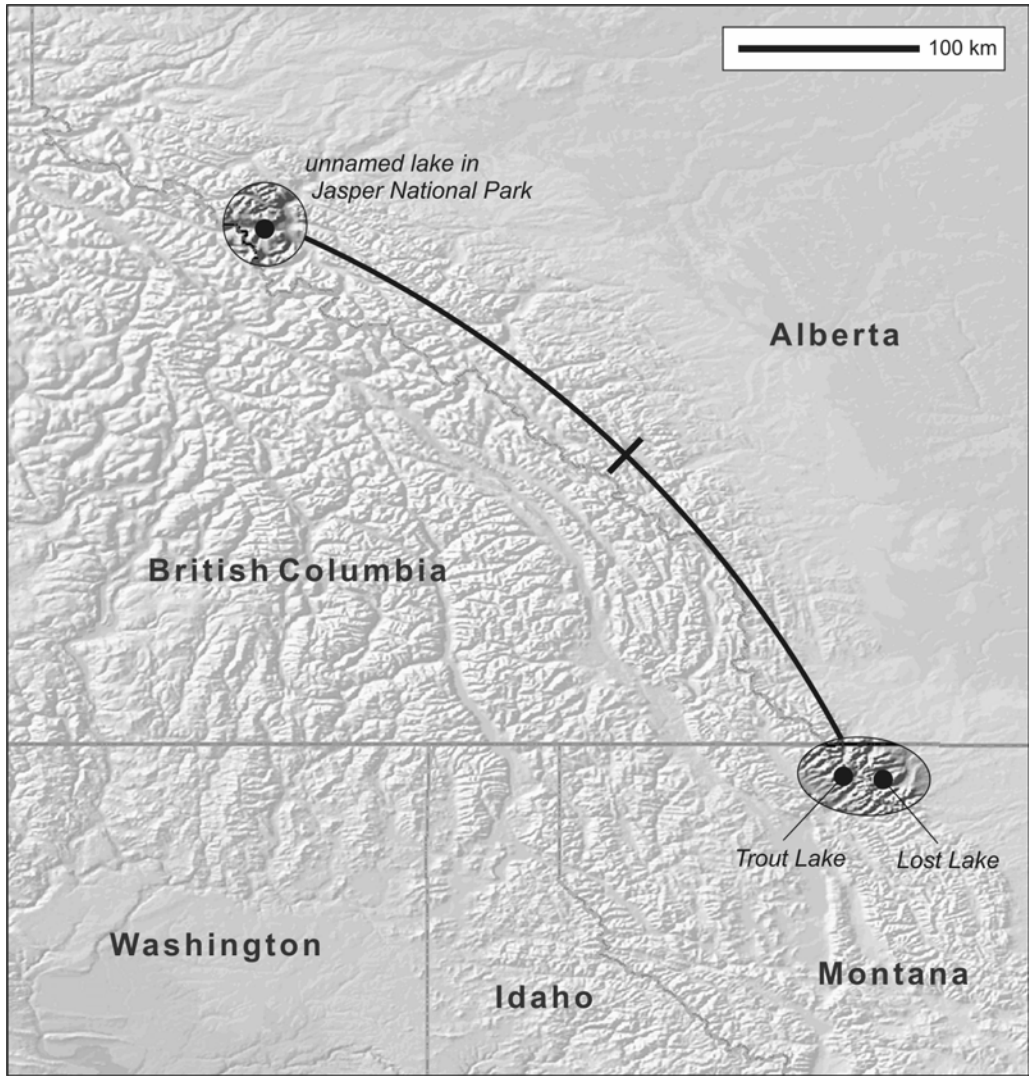 100 km
unnamed lake in
Jasper National Park
Alberta
British Columbia
Trout Lake
Lost Lake
Washington
Montana
Idaho